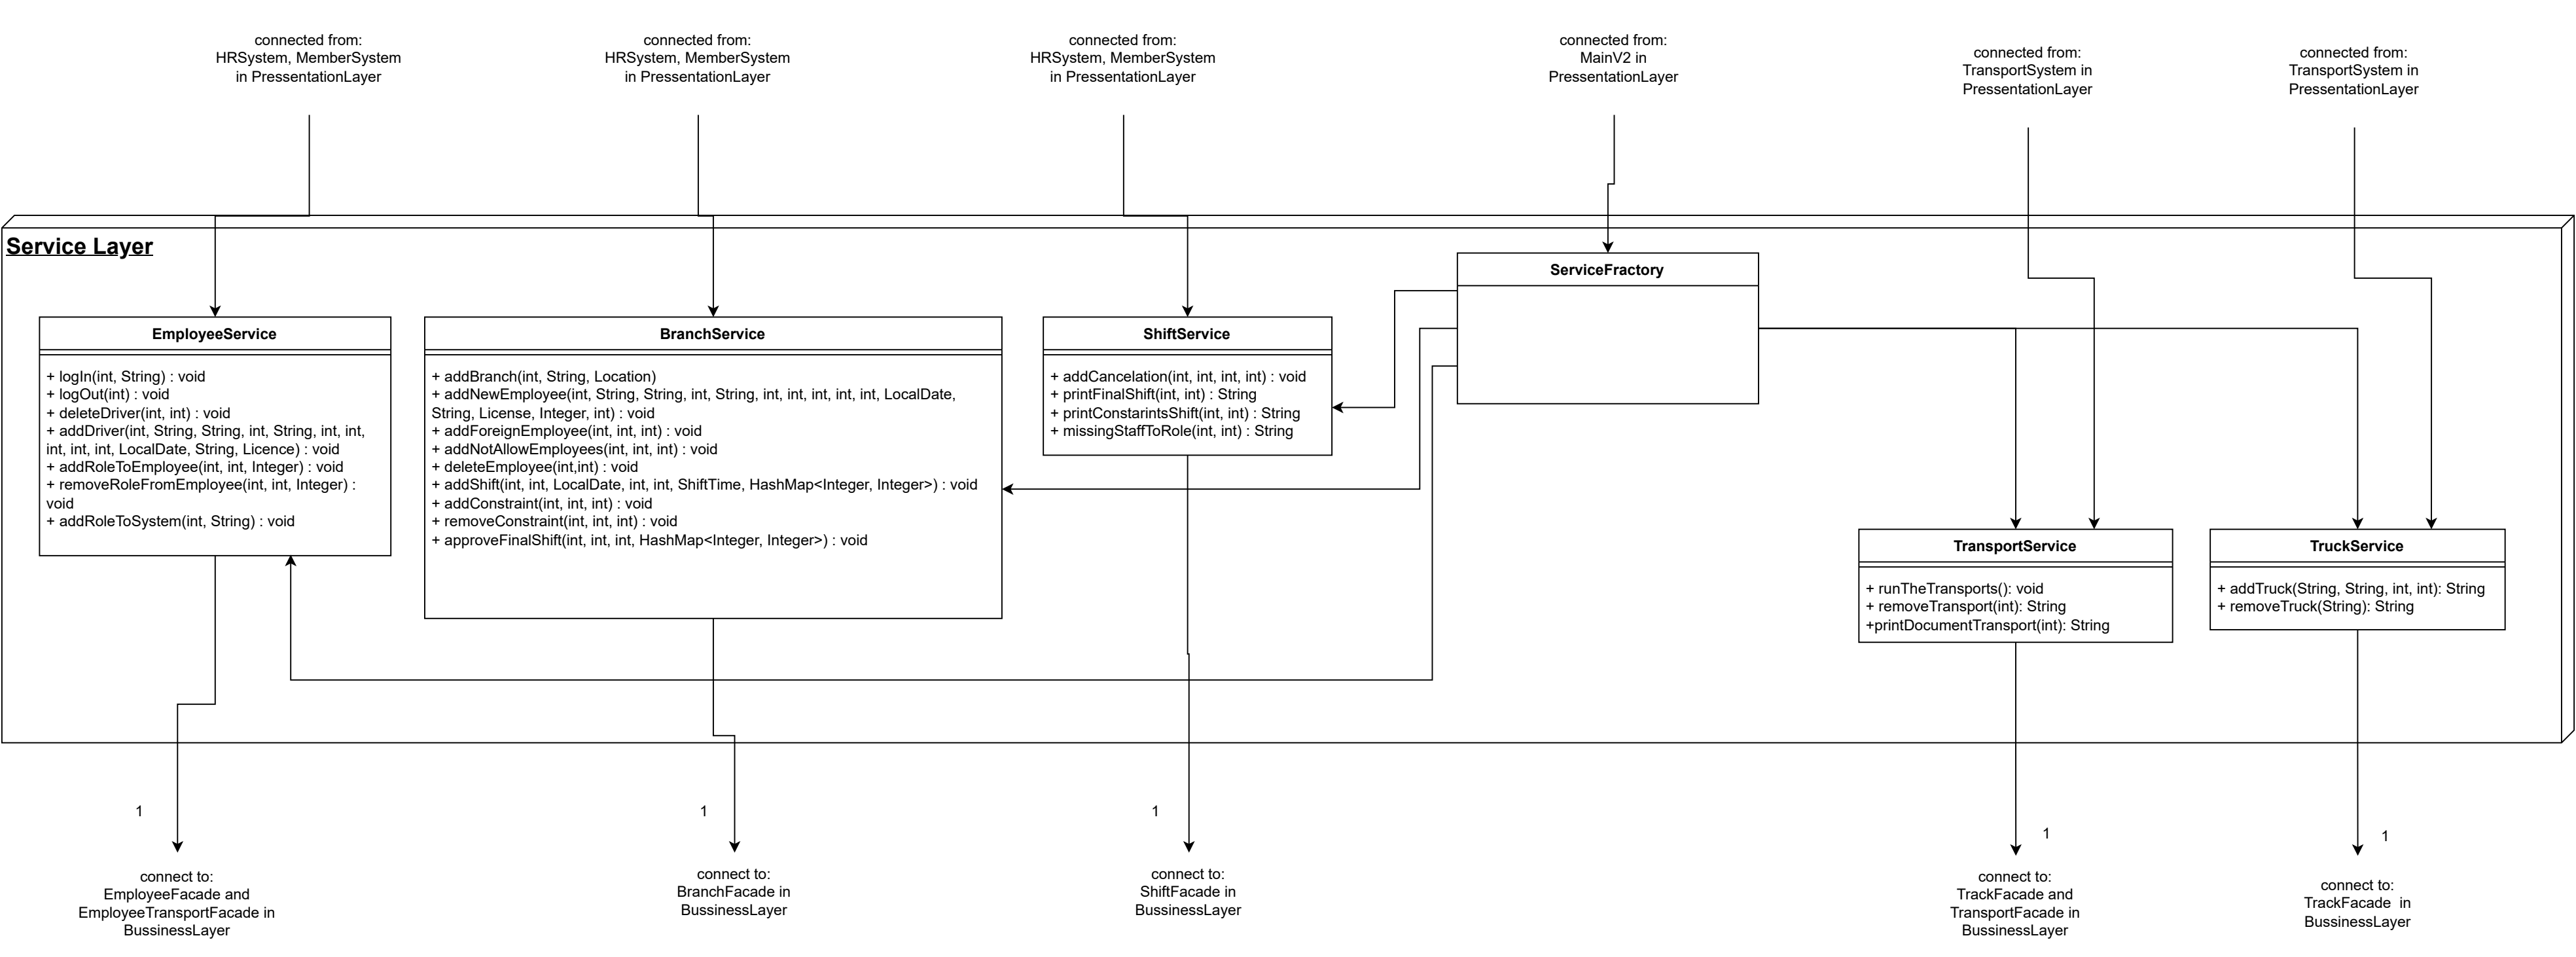 connected from:
HRSystem, MemberSystem
in PressentationLayer
connected from:
HRSystem, MemberSystem
in PressentationLayer
connected from:
HRSystem, MemberSystem
in PressentationLayer
connected from:
MainV2 in
PressentationLayer
connected from:
TransportSystem in
PressentationLayer
connected from:
TransportSystem in
PressentationLayer
Service Layer
ServiceFractory
EmployeeService
+ logIn(int, String) : void
+ logOut(int) : void
+ deleteDriver(int, int) : void
+ addDriver(int, String, String, int, String, int, int,
int, int, int, LocalDate, String, Licence) : void
+ addRoleToEmployee(int, int, Integer) : void
+ removeRoleFromEmployee(int, int, Integer) :
void
+ addRoleToSystem(int, String) : void
BranchService
+ addBranch(int, String, Location)
+ addNewEmployee(int, String, String, int, String, int, int, int, int, int, LocalDate,
String, License, Integer, int) : void
+ addForeignEmployee(int, int, int) : void
+ addNotAllowEmployees(int, int, int) : void
+ deleteEmployee(int,int) : void
+ addShift(int, int, LocalDate, int, int, ShiftTime, HashMap<Integer, Integer>) : void
+ addConstraint(int, int, int) : void
+ removeConstraint(int, int, int) : void
+ approveFinalShift(int, int, int, HashMap<Integer, Integer>) : void
ShiftService
+ addCancelation(int, int, int, int) : void
+ printFinalShift(int, int) : String
+ printConstarintsShift(int, int) : String
+ missingStaffToRole(int, int) : String
TransportService
+ runTheTransports(): void
+ removeTransport(int): String
+printDocumentTransport(int): String
TruckService
+ addTruck(String, String, int, int): String
+ removeTruck(String): String
1
1
1
1
1
connect to:
EmployeeFacade and
EmployeeTransportFacade in
BussinessLayer
connect to:
BranchFacade in
BussinessLayer
connect to:
ShiftFacade in
BussinessLayer
connect to:
TrackFacade and
TransportFacade in
BussinessLayer
connect to:
TrackFacade  in
BussinessLayer